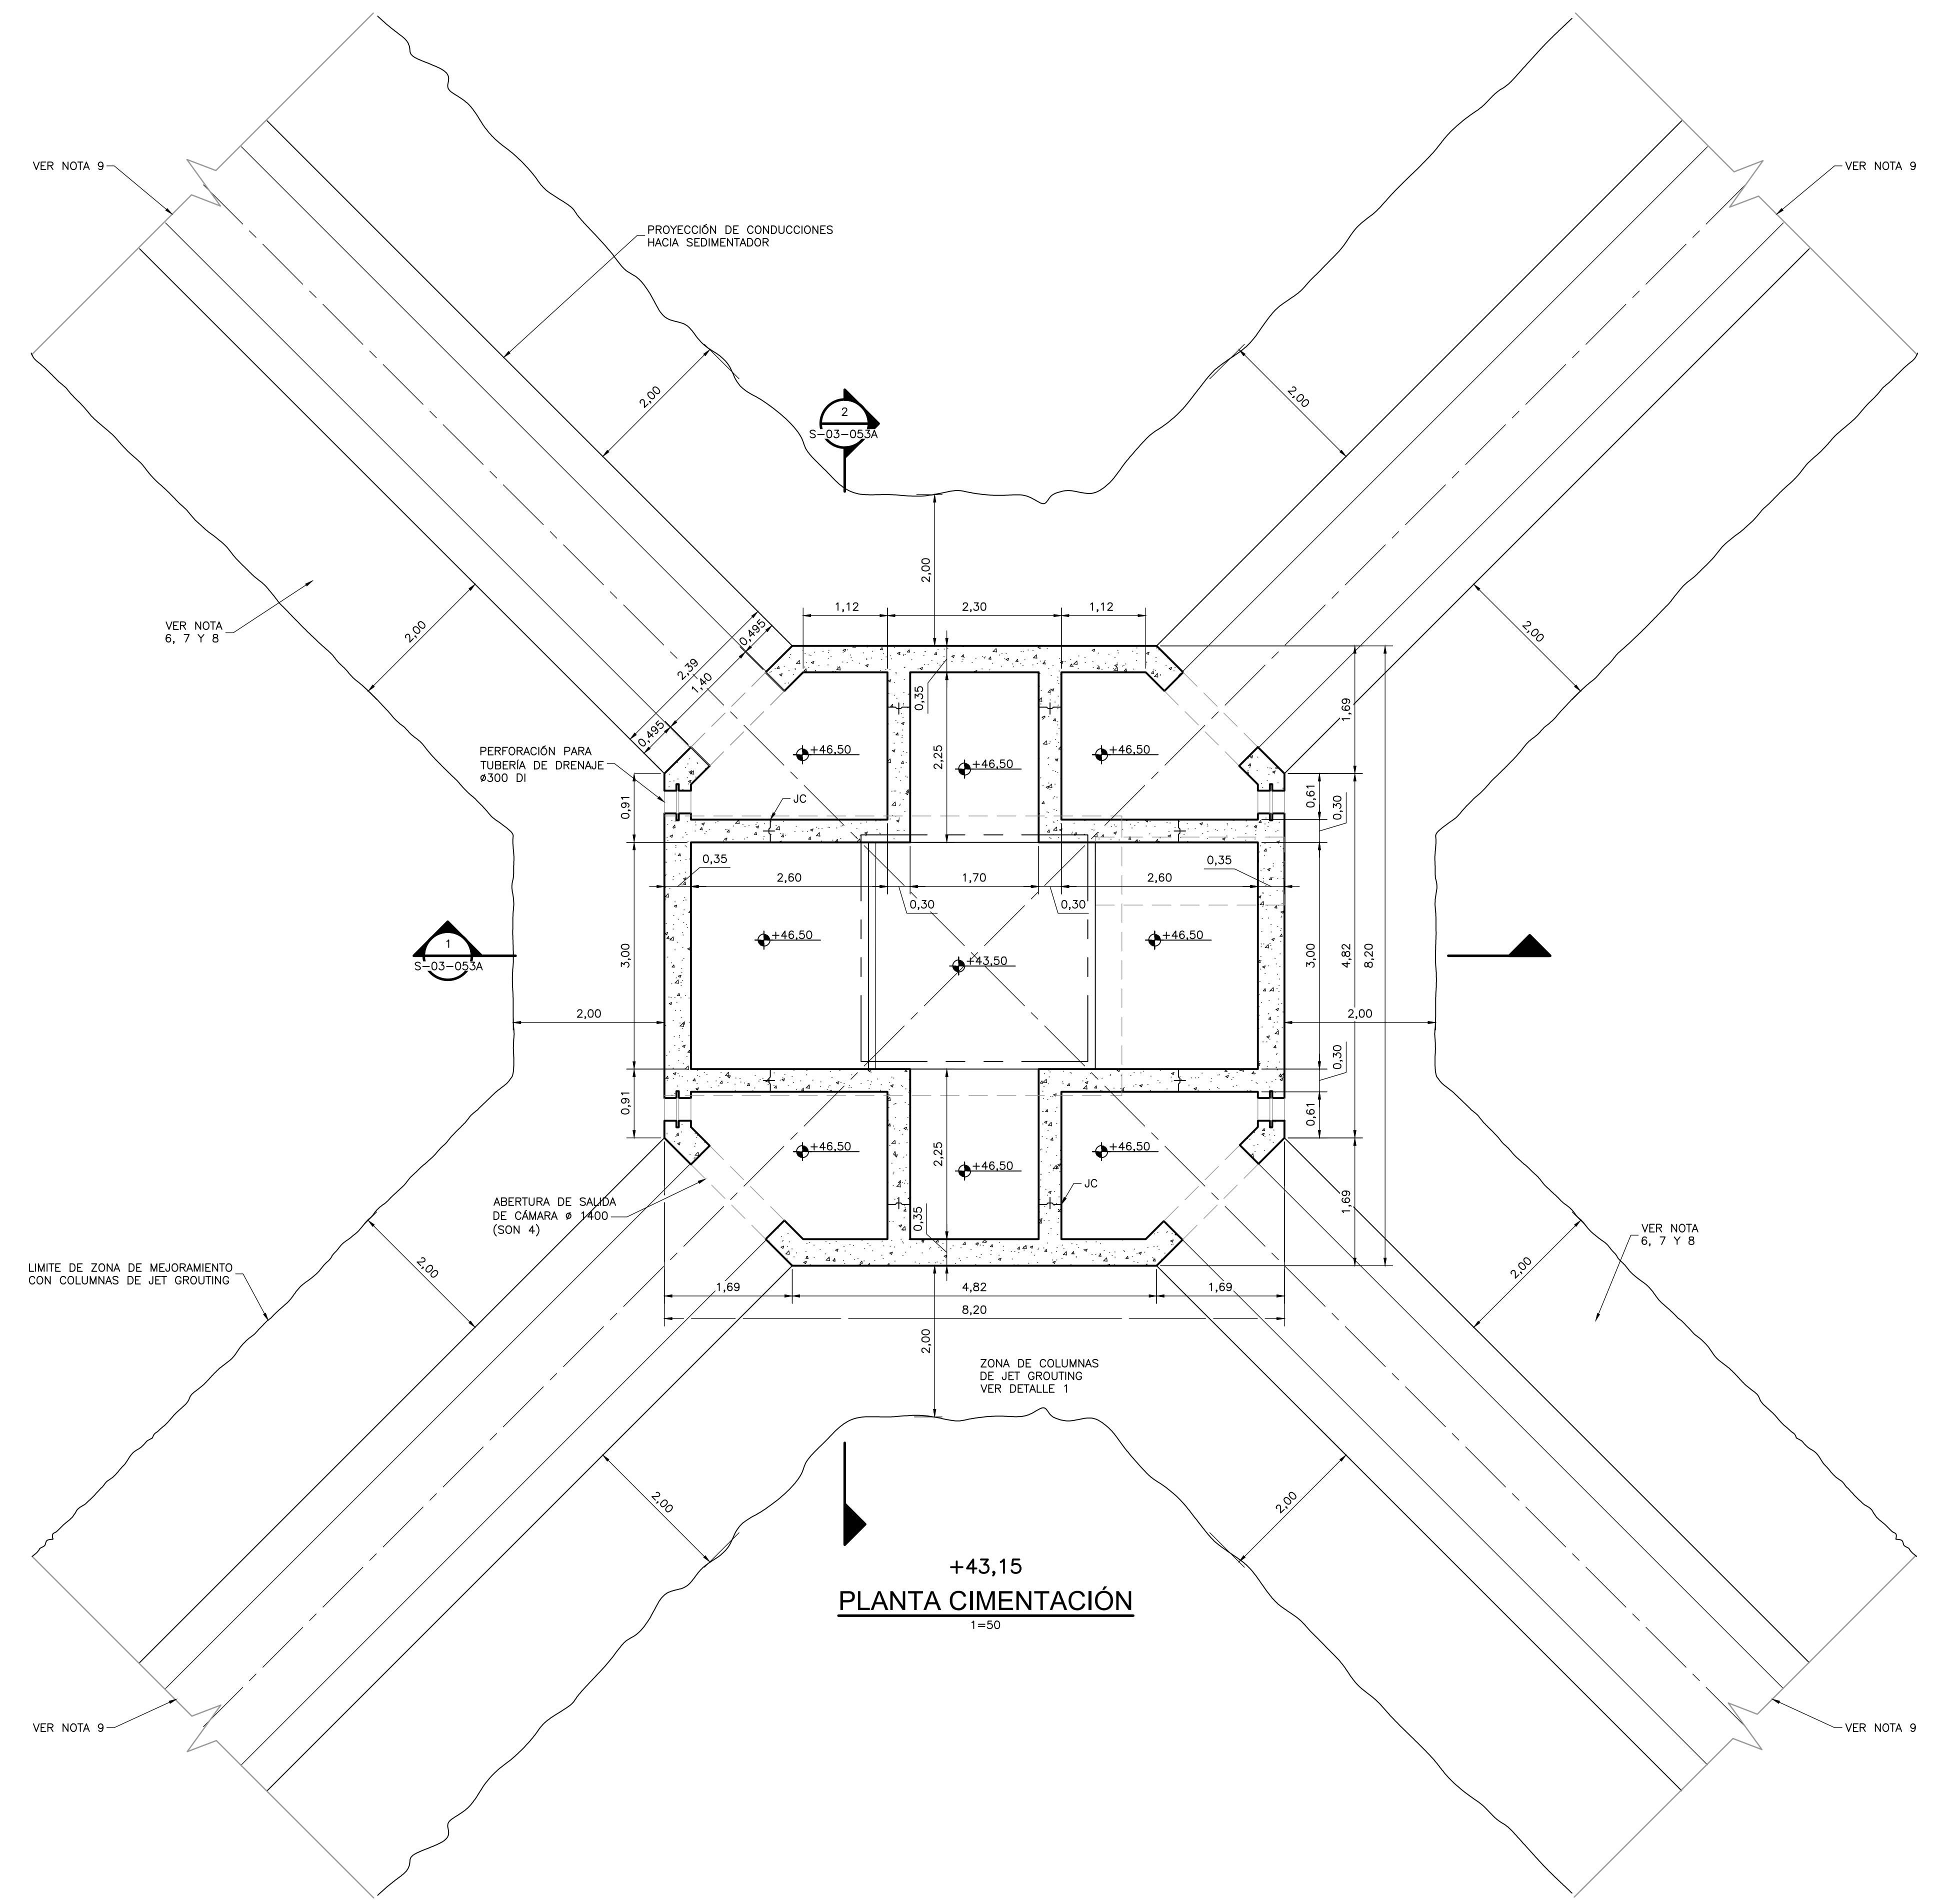 VER NOTA 9
VER NOTA 9
PROYECCIÓN DE CONDUCCIONES
HACIA SEDIMENTADOR
2,00
2,00
2
S-03-053A
2,00
VER NOTA
6, 7 Y 8
2,00
2,00
1,12
2,30
1,12
0,495
2,39
1,40
0,495
0,35
1,69
PERFORACIÓN PARA
TUBERÍA DE DRENAJE
ø300 DI
+46,50
+46,50
+46,50
2,25
JC
0,91
0,61
0,30
0,35
0,35
2,60
1,70
2,60
0,30
0,30
+46,50
+46,50
1
S-03-053A
+43,50
3,00
3,00
4,82
8,20
2,00
2,00
0,30
0,91
0,61
+46,50
+46,50
+46,50
2,25
JC
ABERTURA DE SALIDA
DE CÁMARA ø 1400
(SON 4)
0,35
1,69
VER NOTA
6, 7 Y 8
LIMITE DE ZONA DE MEJORAMIENTO
CON COLUMNAS DE JET GROUTING
2,00
2,00
1,69
4,82
1,69
8,20
2,00
ZONA DE COLUMNAS
DE JET GROUTING
VER DETALLE 1
2,00
2,00
+43,15
PLANTA CIMENTACIÓN
1=50
VER NOTA 9
VER NOTA 9